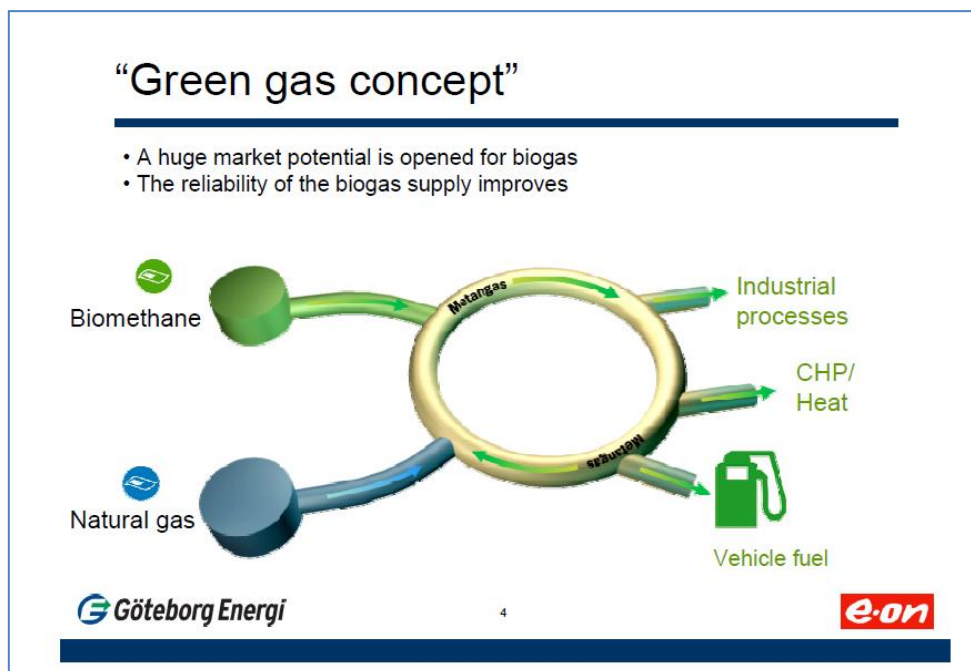 “Green gas concept”
• A huge market potential is opened for biogas
• The reliability of the biogas supply improves
Biomethane
Metangas
Industrial
processes
CHP/
Heat
Metangas
Natural gas
Vehicle fuel
Göteborg Energi
4
e·on